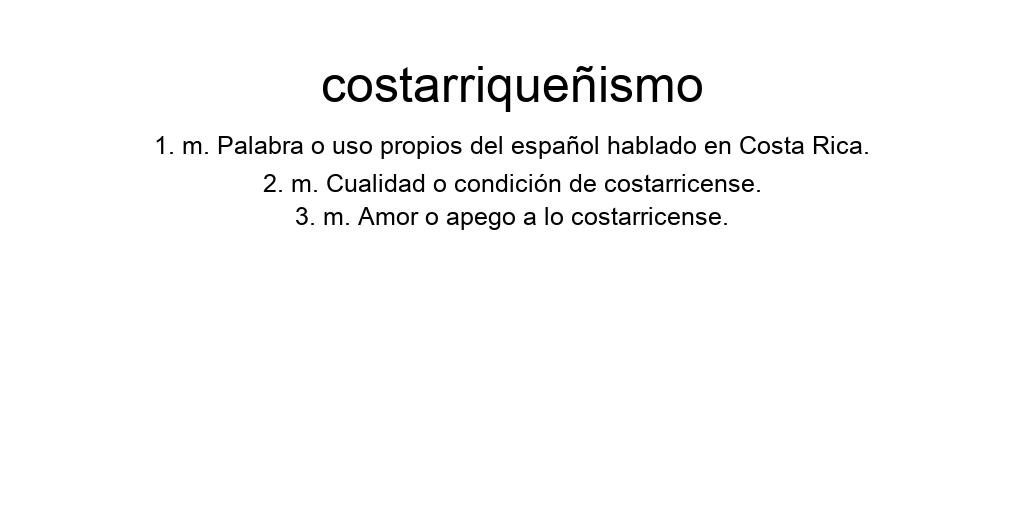 costarriqueñismo
1. m. Palabra o uso propios del español hablado en Costa Rica.
2. m. Cualidad o condición de costarricense.
3. m. Amor o apego a lo costarricense.